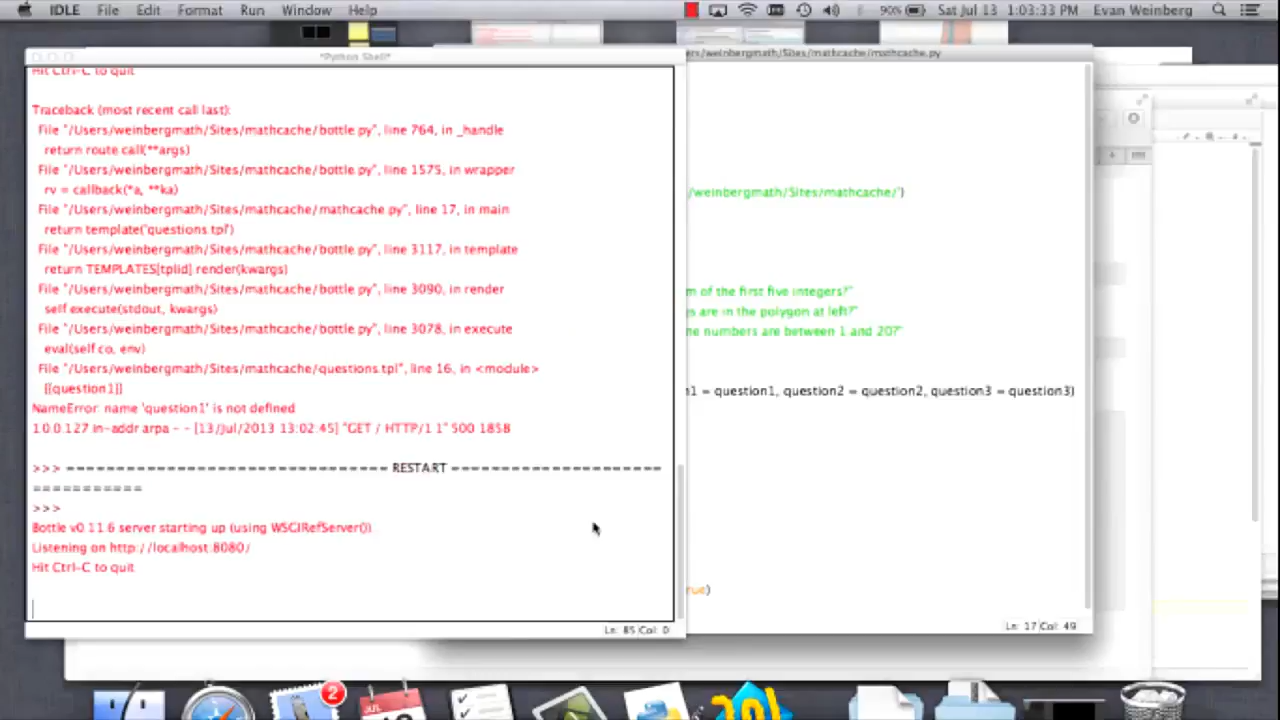 IDLE File Edit Format Run Window Help
90% Sat Jul 13 1:03:33 PM Evan Weinberg
*Python Shell*
ers/weinbergmath/Sites/mathcache/mathcache.py
Hit Ctrl-C to quit
Traceback (most recent call last):
File "/Users/weinbergmath/Sites/mathcache/bottle.py", line 764, in _handle
return route.call(**args)
File "/Users/weinbergmath/Sites/mathcache/bottle.py", line 1575, in wrapper
rv = callback(*a, **ka)
File "/Users/weinbergmath/Sites/mathcache/mathcache.py", line 17, in main
return template('questions.tpl')
File "/Users/weinbergmath/Sites/mathcache/bottle.py", line 3117, in template
return TEMPLATES[tplid].render(kwargs)
File "/Users/weinbergmath/Sites/mathcache/bottle.py", line 3090, in render
self.execute(stdout, kwargs)
File "/Users/weinbergmath/Sites/mathcache/bottle.py", line 3078, in execute
eval(self.co, env)
File "/Users/weinbergmath/Sites/mathcache/questions.tpl", line 16, in <module>
{{question1}}
NameError: name 'question1' is not defined
1.0.0.127.in-addr.arpa - - [13/Jul/2013 13:02:45] "GET / HTTP/1.1" 500 1858
>>> ================================ RESTART =====================
===========
>>>
Bottle v0.11.6 server starting up (using WSGIRefServer())...
Listening on http://localhost:8080/
Hit Ctrl-C to quit.
Ln: 85 Col: 0
/weinbergmath/Sites/mathcache/')
m of the first five integers?"
gs are in the polygon at left?"
ne numbers are between 1 and 20?"
n1 = question1, question2 = question2, question3 = question3)
rue)
Ln: 17 Col: 49
2
JUL